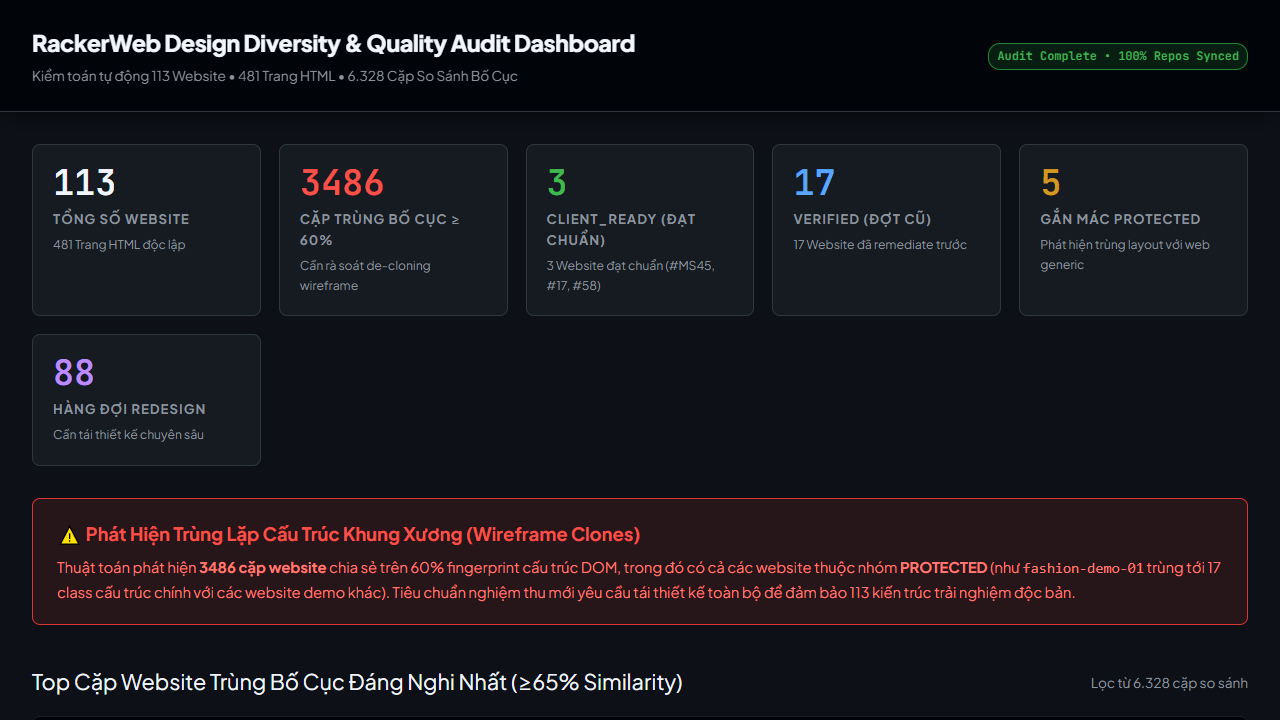 RackerWeb Design Diversity & Quality Audit Dashboard
Kiểm toán tự động 113 Website • 481 Trang HTML • 6.328 Cặp So Sánh Bố Cục
Audit Complete • 100% Repos Synced
113
TỔNG SỐ WEBSITE
481 Trang HTML độc lập
3486
CẶP TRÙNG BỐ CỤC ≥
60%
Cần rà soát de-cloning
wireframe
3
CLIENT_READY (ĐẠT
CHUẨN)
3 Website đạt chuẩn (#MS45,
#17, #58)
17
VERIFIED (ĐỢT CŨ)
17 Website đã remediate trước
5
GẮN MÁC PROTECTED
Phát hiện trùng layout với web
generic
88
HÀNG ĐỢI REDESIGN
Cần tái thiết kế chuyên sâu
⚠️ Phát Hiện Trùng Lặp Cấu Trúc Khung Xương (Wireframe Clones)
Thuật toán phát hiện 3486 cặp website chia sẻ trên 60% fingerprint cấu trúc DOM, trong đó có cả các website thuộc nhóm PROTECTED (như fashion-demo-01 trùng tới 17
class cấu trúc chính với các website demo khác). Tiêu chuẩn nghiệm thu mới yêu cầu tái thiết kế toàn bộ để đảm bảo 113 kiến trúc trải nghiệm độc bản.
Top Cặp Website Trùng Bố Cục Đáng Nghi Nhất (≥65% Similarity)
Lọc từ 6.328 cặp so sánh